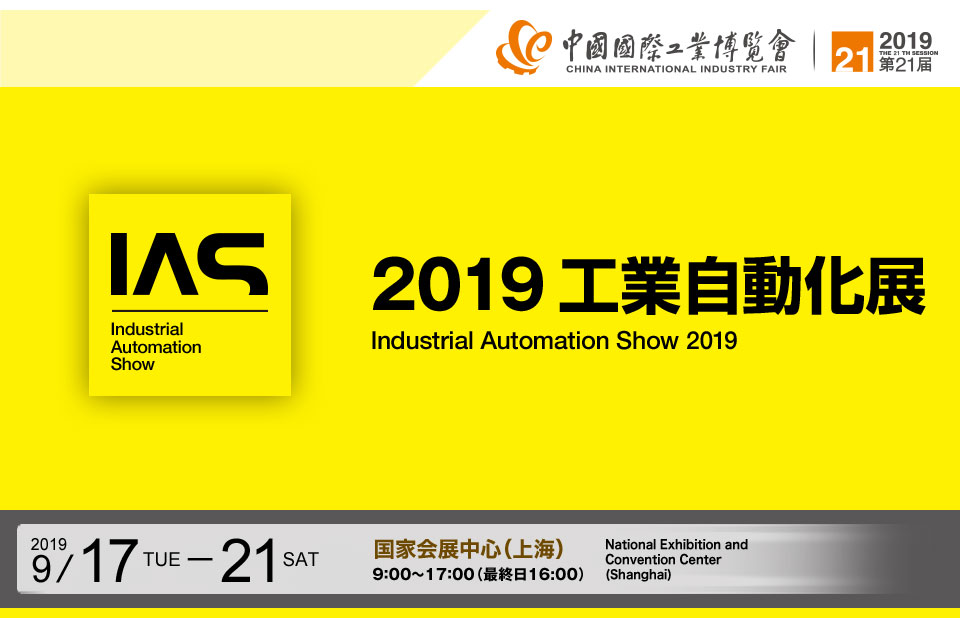 中國國際工業博覽會
CHINA INTERNATIONAL INDUSTRY FAIR
21
2019
THE 21 TH SESSION
第21届
IAS
Industrial
Automation
Show
2019 工業自動化展
Industrial Automation Show 2019
2019
9/17 TUE － 21 SAT
国家会展中心（上海）
9:00～17:00（最終日16:00）
National Exhibition and
Convention Center
(Shanghai)